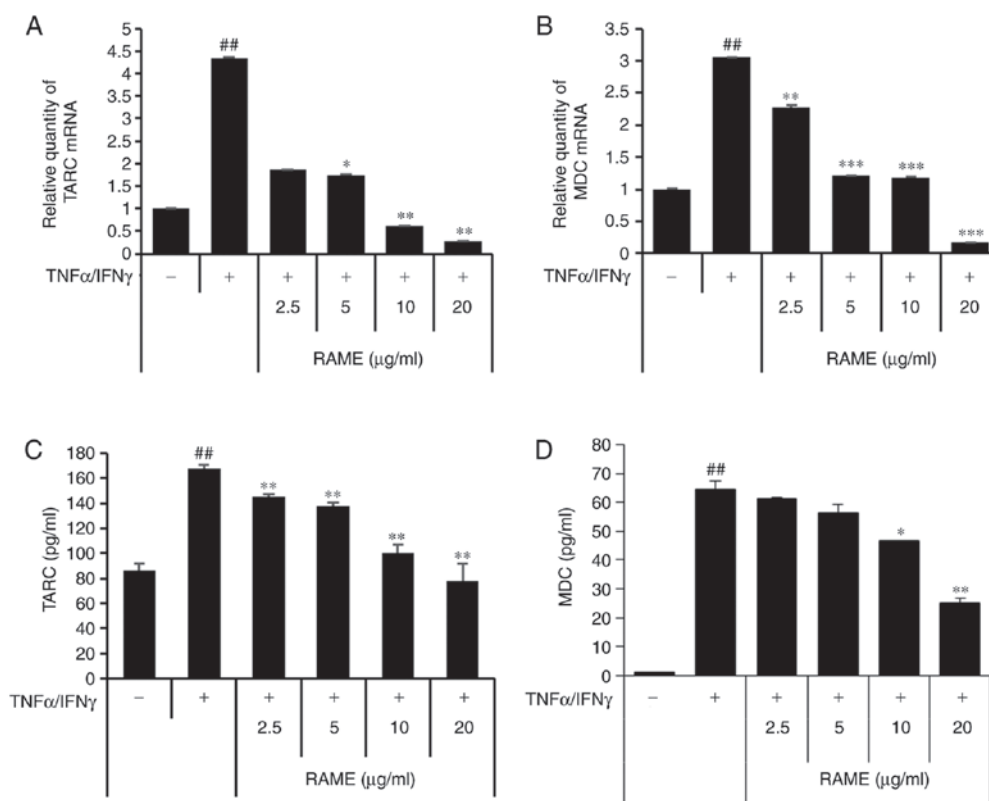 A
Relative quantity of
TARC mRNA
5
4.5
4
3.5
3
2.5
2
1.5
1
0.5
0
##
*
**
**
TNFα/IFNγ
− + + + + +
2.5 5 10 20
RAME (μg/ml)
B
Relative quantity of
MDC mRNA
3.5
3
2.5
2
1.5
1
0.5
0
##
**
***
***
***
TNFα/IFNγ
− + + + + +
2.5 5 10 20
RAME (μg/ml)
C
TARC (pg/ml)
180
160
140
120
100
80
60
40
20
0
##
**
**
**
**
TNFα/IFNγ
− + + + + +
2.5 5 10 20
RAME (μg/ml)
D
MDC (pg/ml)
80
70
60
50
40
30
20
10
0
##
*
**
TNFα/IFNγ
− + + + + +
2.5 5 10 20
RAME (μg/ml)